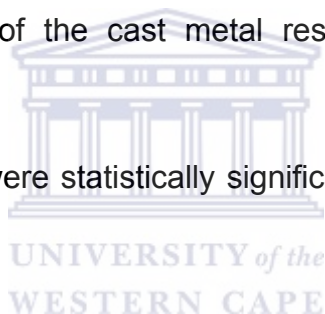 of the cast metal res
were statistically signific
UNIVERSITY of the
WESTERN CAPE